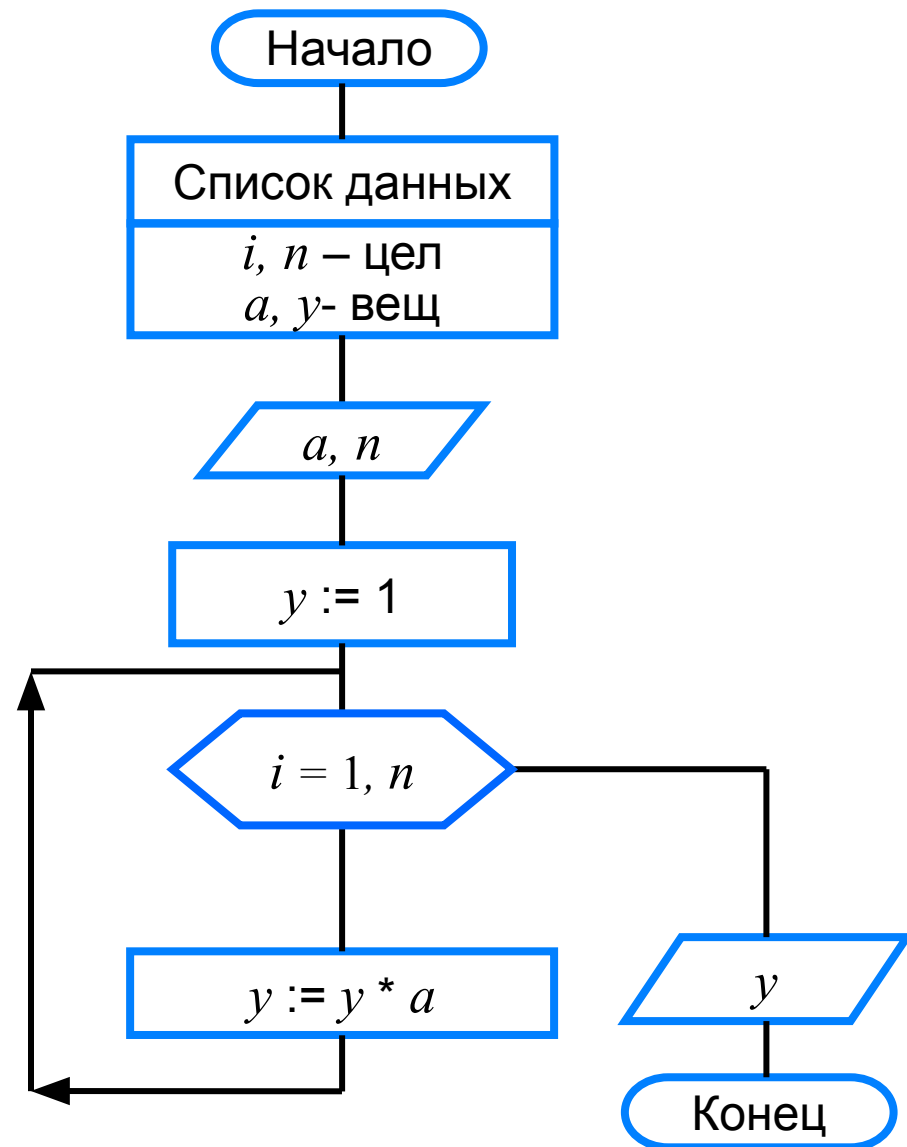 Начало
Список данных
i, n – цел
a, y- вещ
a, n
y := 1
i = 1, n
y := y * a
y
Конец